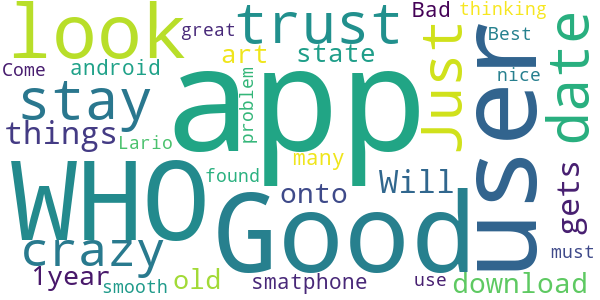 look
great
trust
Bad
thinking
Best
Come
android
art
state
nice
stay
app
problem
Just
user
date
things
Lario
many
WHO
found
Good
onto
Will
gets
crazy
must
1year
smooth
old
smatphone
use
download